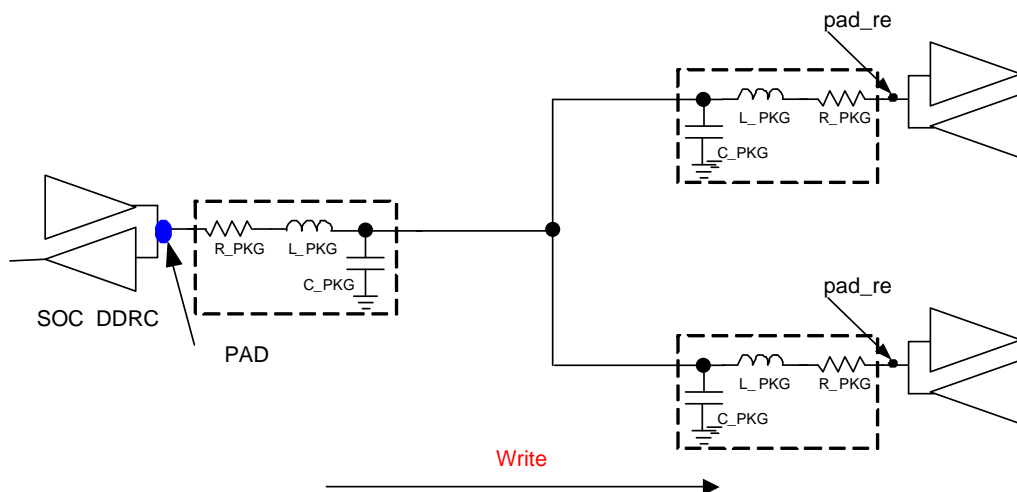 pad_re
L_PKG
R_PKG
C_PKG
R_PKG
L_PKG
C_PKG
SOC DDRC
PAD
pad_re
L_PKG
R_PKG
C_PKG
Write